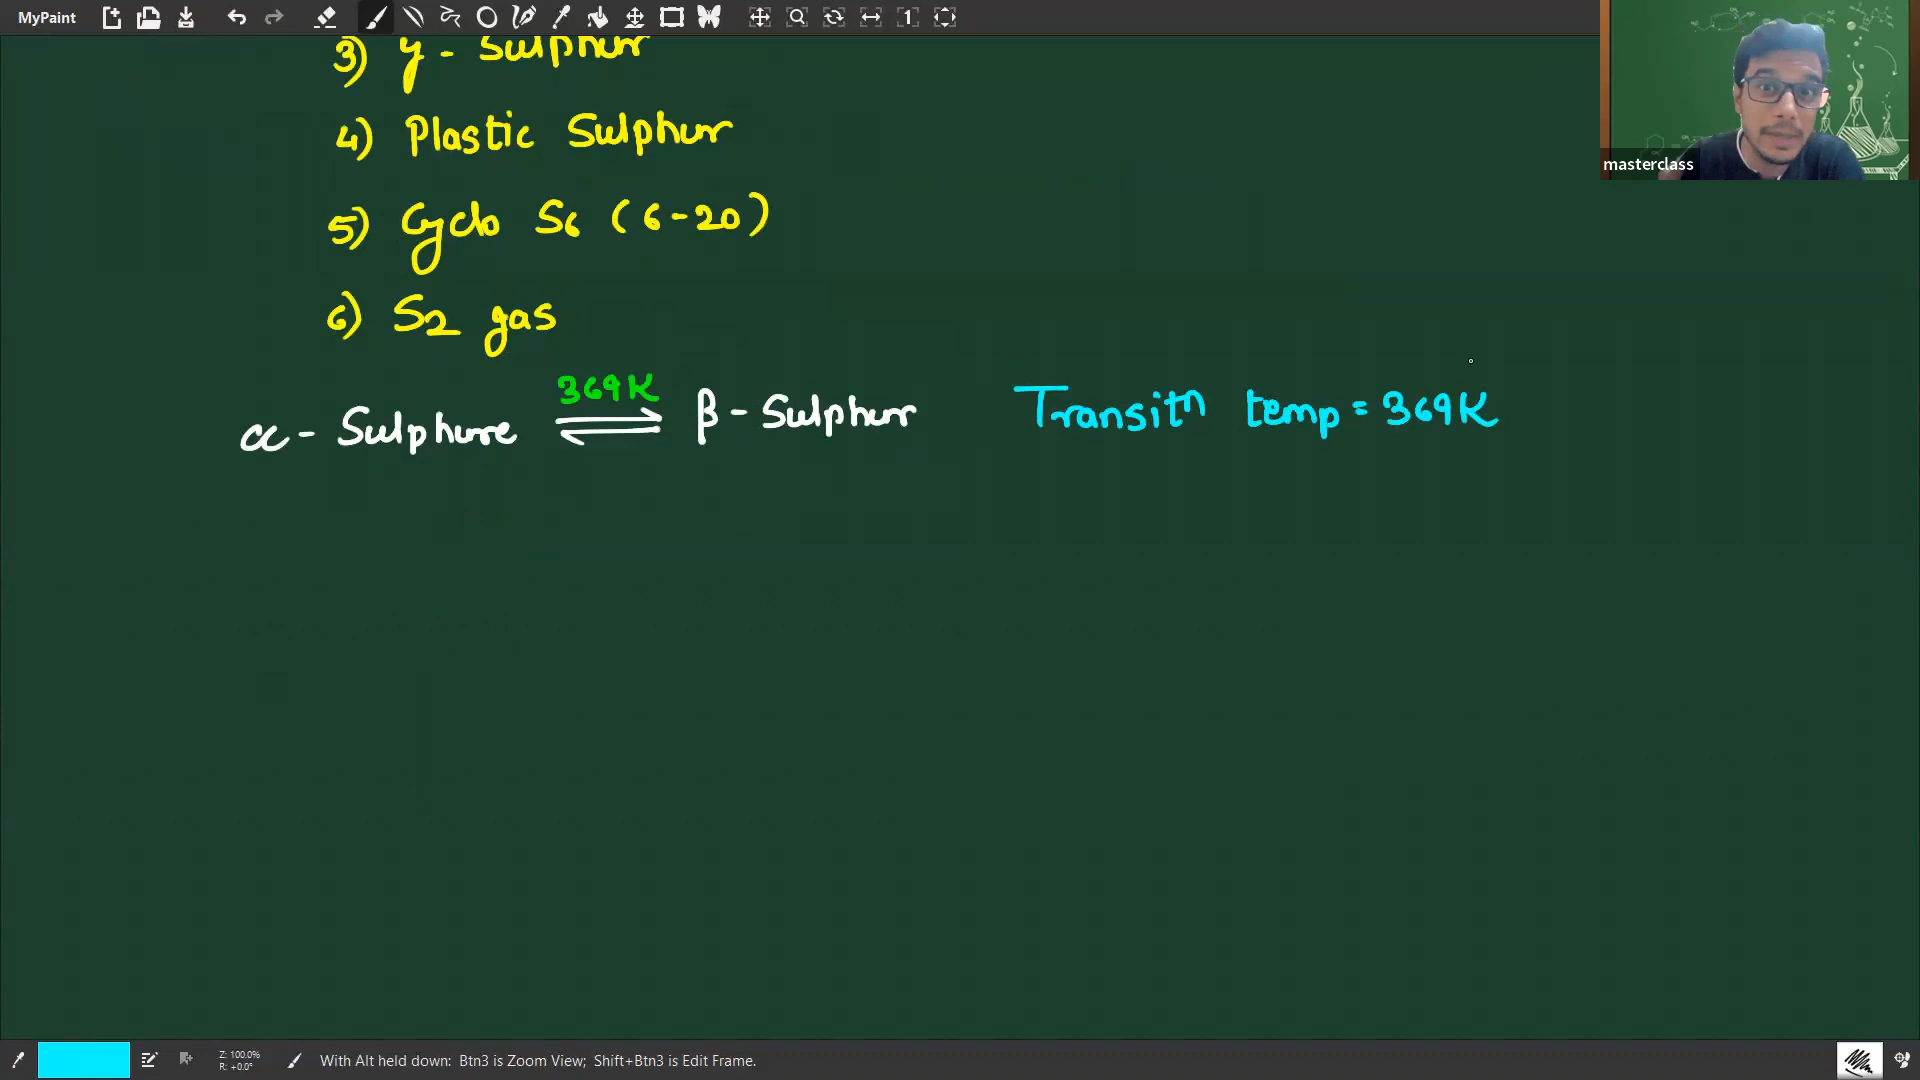 MyPaint
masterclass
3) γ - Sulphur
4) Plastic Sulphur
5) Cyclo S6 (6-20)
6) S2 gas
α - Sulphure ⇌ 369K β - Sulphur Transitn temp = 369K
Z: 100.0%
R: +0.0°
With Alt held down: Btn3 is Zoom View; Shift+Btn3 is Edit Frame.